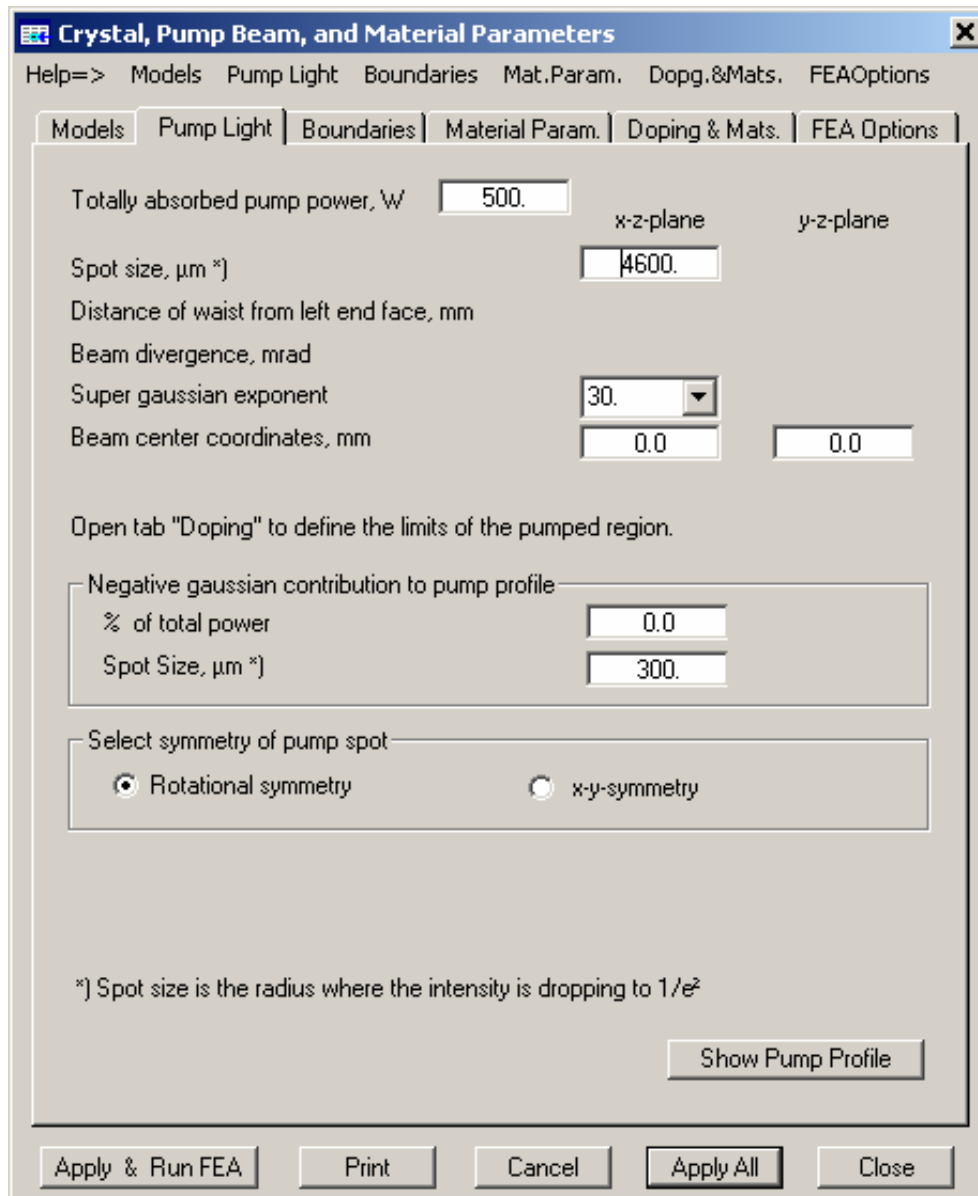 Crystal, Pump Beam, and Material Parameters
Help=> Models Pump Light Boundaries Mat.Param. Dopg.&Mats. FEAOptions
Models Pump Light Boundaries Material Param. Doping & Mats. FEA Options
Totally absorbed pump power, W 500.
x-z-plane y-z-plane
Spot size, µm *) 4600.
Distance of waist from left end face, mm
Beam divergence, mrad
Super gaussian exponent 30.
Beam center coordinates, mm 0.0 0.0
Open tab "Doping" to define the limits of the pumped region.
Negative gaussian contribution to pump profile
% of total power 0.0
Spot Size, µm *) 300.
Select symmetry of pump spot
Rotational symmetry x-y-symmetry
*) Spot size is the radius where the intensity is dropping to 1/e²
Show Pump Profile
Apply & Run FEA Print Cancel Apply All Close